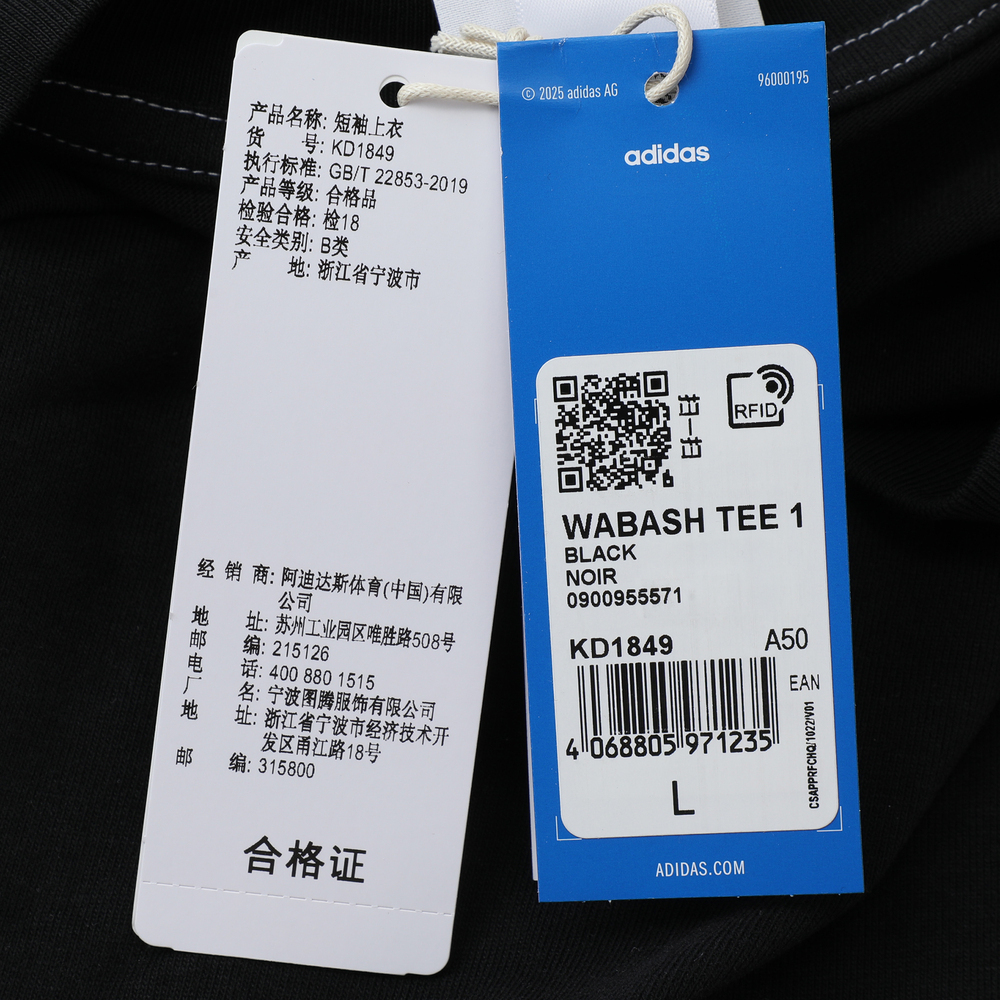 产品名称: 短袖上衣
货 号: KD1849
执行标准: GB/T 22853-2019
产品等级: 合格品
检验合格: 检18
安全类别: B类
产 地: 浙江省宁波市
经 销 商: 阿迪达斯体育(中国)有限
公司
地 址: 苏州工业园区唯胜路508号
邮 编: 215126
电 话: 400 880 1515
厂 名: 宁波图腾服饰有限公司
地 址: 浙江省宁波市经济技术开
发区甬江路18号
邮 编: 315800
合格证
© 2025 adidas AG
96000195
adidas
扫一扫
RFID
WABASH TEE 1
BLACK
NOIR
0900955571
KD1849 A50
EAN
4 068805 971235
L
CSAPPRFCHQ/1022/V01
ADIDAS.COM